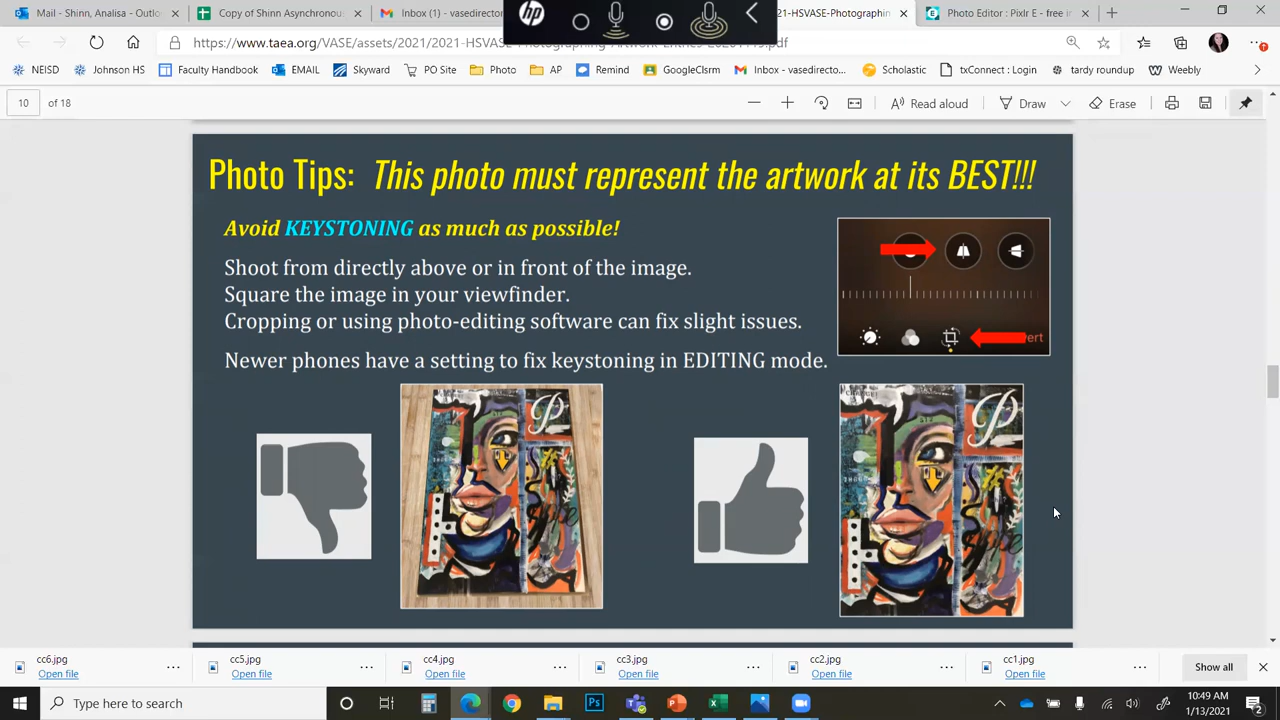 Mail - Shinn, Analisa - Outlo
Copy of Shinn Asynchronous
Inbox (1) - vasedirector
21-HSVASE-Photographin
Photo Editor : Pixlr E - free i
hp
https://www.taea.org/VASE/assets/2021/2021-HSVASE-Photographing-Artwork-Entries-
NEISD
Johnson HS
Faculty Handbook
EMAIL
Skyward
PO Site
Photo
AP
Remind
GoogleClsrm
Inbox - vasedirecto...
Scholastic
txConnect : Login
tardy roundup
Weebly
10 of 18
Read aloud
Draw
Erase
Photo Tips: This photo must represent the artwork at its BEST!!!
Avoid KEYSTONING as much as possible!
Shoot from directly above or in front of the image.
Square the image in your viewfinder.
Cropping or using photo-editing software can fix slight issues.
Newer phones have a setting to fix keystoning in EDITING mode.
cc6.jpg
Open file
cc5.jpg
Open file
cc4.jpg
Open file
cc3.jpg
Open file
cc2.jpg
Open file
cc1.jpg
Open file
Show all
Type here to search
10:49 AM
1/13/2021